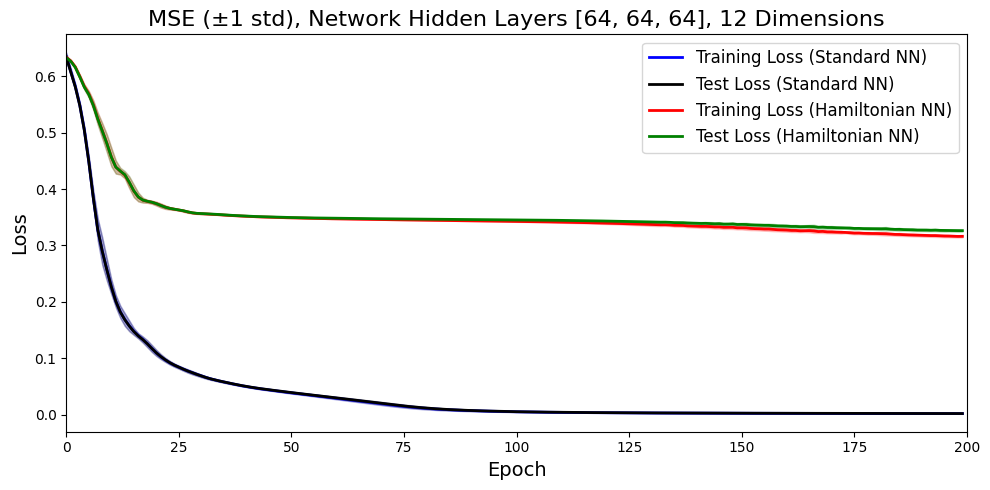 MSE (±1 std), Network Hidden Layers [64, 64, 64], 12 Dimensions
Training Loss (Standard NN)
Test Loss (Standard NN)
Training Loss (Hamiltonian NN)
Test Loss (Hamiltonian NN)
Loss
0.6
0.5
0.4
0.3
0.2
0.1
0.0
0 25 50 75 100 125 150 175 200
Epoch